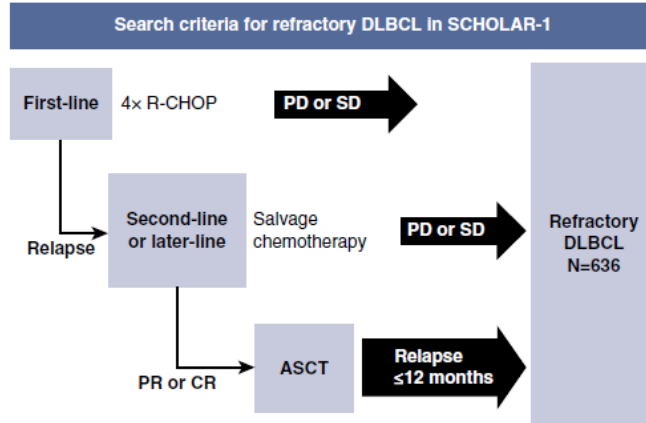 Search criteria for refractory DLBCL in SCHOLAR-1
First-line
4× R-CHOP
PD or SD
Relapse
Second-line
or later-line
Salvage
chemotherapy
PD or SD
Refractory
DLBCL
N=636
PR or CR
ASCT
Relapse
≤12 months